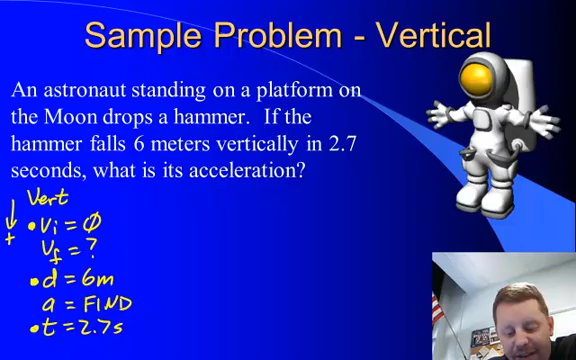 Sample Problem - Vertical
An astronaut standing on a platform on
the Moon drops a hammer. If the
hammer falls 6 meters vertically in 2.7
seconds, what is its acceleration?
Vert
↓ + • Vi = Ø
Vf = ?
• d = 6m
a = FIND
• t = 2.7s